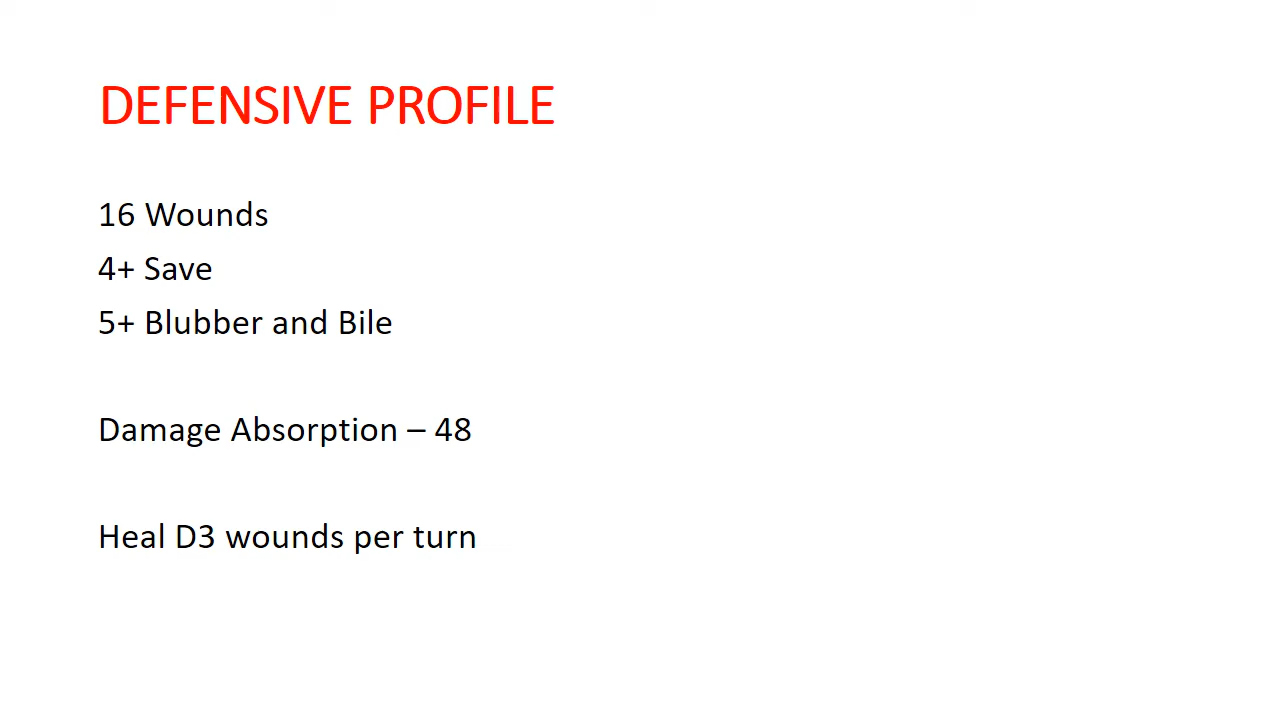 DEFENSIVE PROFILE
16 Wounds
4+ Save
5+ Blubber and Bile
Damage Absorption – 48
Heal D3 wounds per turn